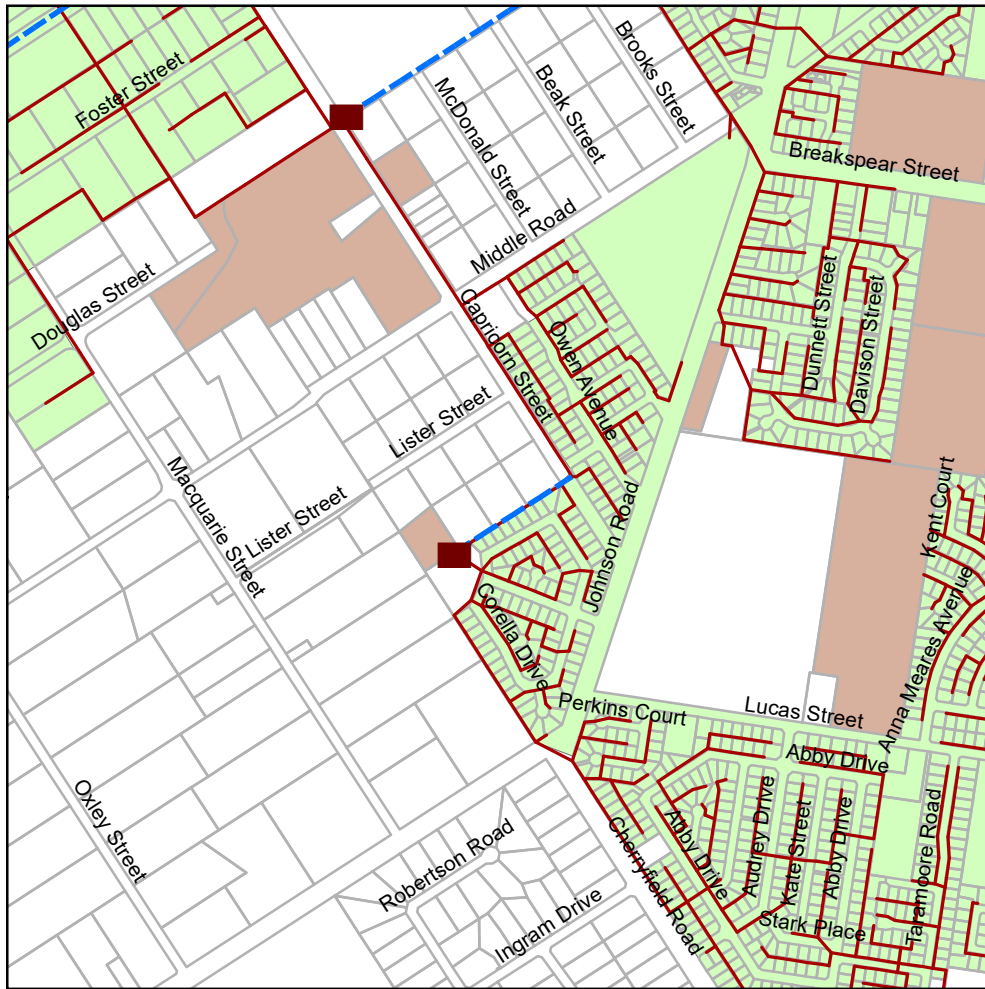 Foster Street
McDonald Street
Beak Street
Brooks Street
Breakspear Street
Middle Road
Douglas Street
Capricorn Street
Owen Avenue
Dunnett Street
Davison Street
Lister Street
Macquarie Street
Lister Street
Johnson Road
Kent Court
Corella Drive
Anna Meares Avenue
Perkins Court
Lucas Street
Abby Drive
Oxley Street
Robertson Road
Ingram Drive
Cherryfield Road
Abby Drive
Audrey Drive
Kate Street
Abby Drive
Stark Place
Taramoore Road